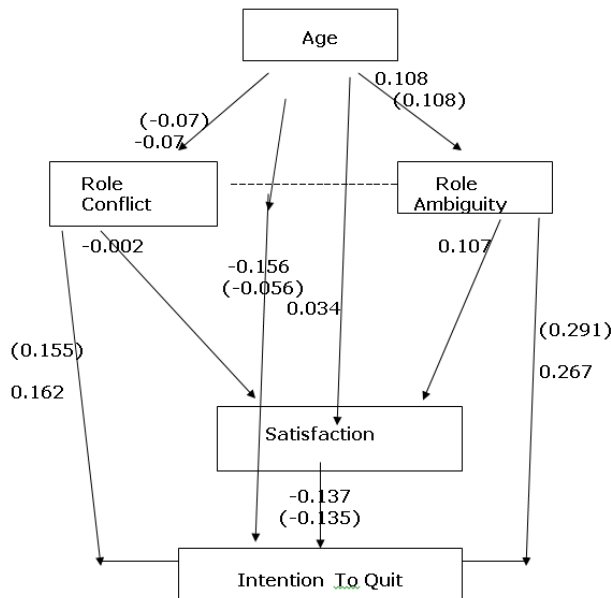 Age
0.108
(0.108)
(-0.07)
-0.07
Role
Conflict
Role
Ambiguity
-0.002
0.107
-0.156
(-0.056)
0.034
(0.155)
0.162
(0.291)
0.267
Satisfaction
-0.137
(-0.135)
Intention To Quit